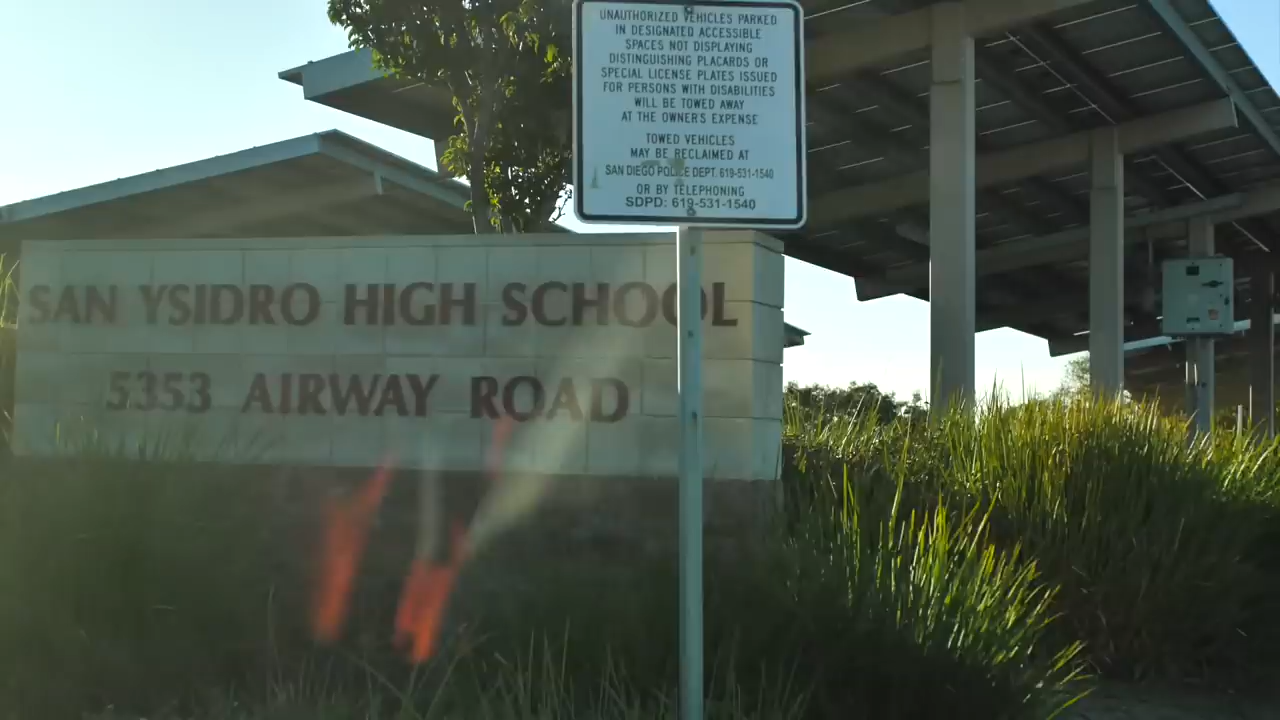 UNAUTHORIZED VEHICLES PARKED
IN DESIGNATED ACCESSIBLE
SPACES NOT DISPLAYING
DISTINGUISHING PLACARDS OR
SPECIAL LICENSE PLATES ISSUED
FOR PERSONS WITH DISABILITIES
WILL BE TOWED AWAY
AT THE OWNER'S EXPENSE
TOWED VEHICLES
MAY BE RECLAIMED AT
SAN DIEGO POLICE DEPT. 619-531-1540
OR BY TELEPHONING
SDPD: 619-531-1540
SAN YSIDRO HIGH SCHOOL
5353 AIRWAY ROAD